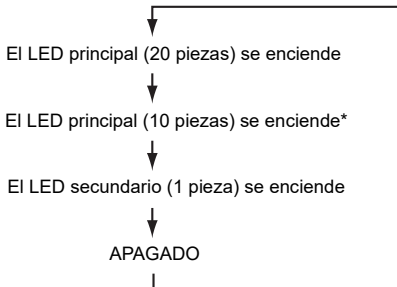 El LED principal (20 piezas) se enciende
El LED principal (10 piezas) se enciende*
El LED secundario (1 pieza) se enciende
APAGADO